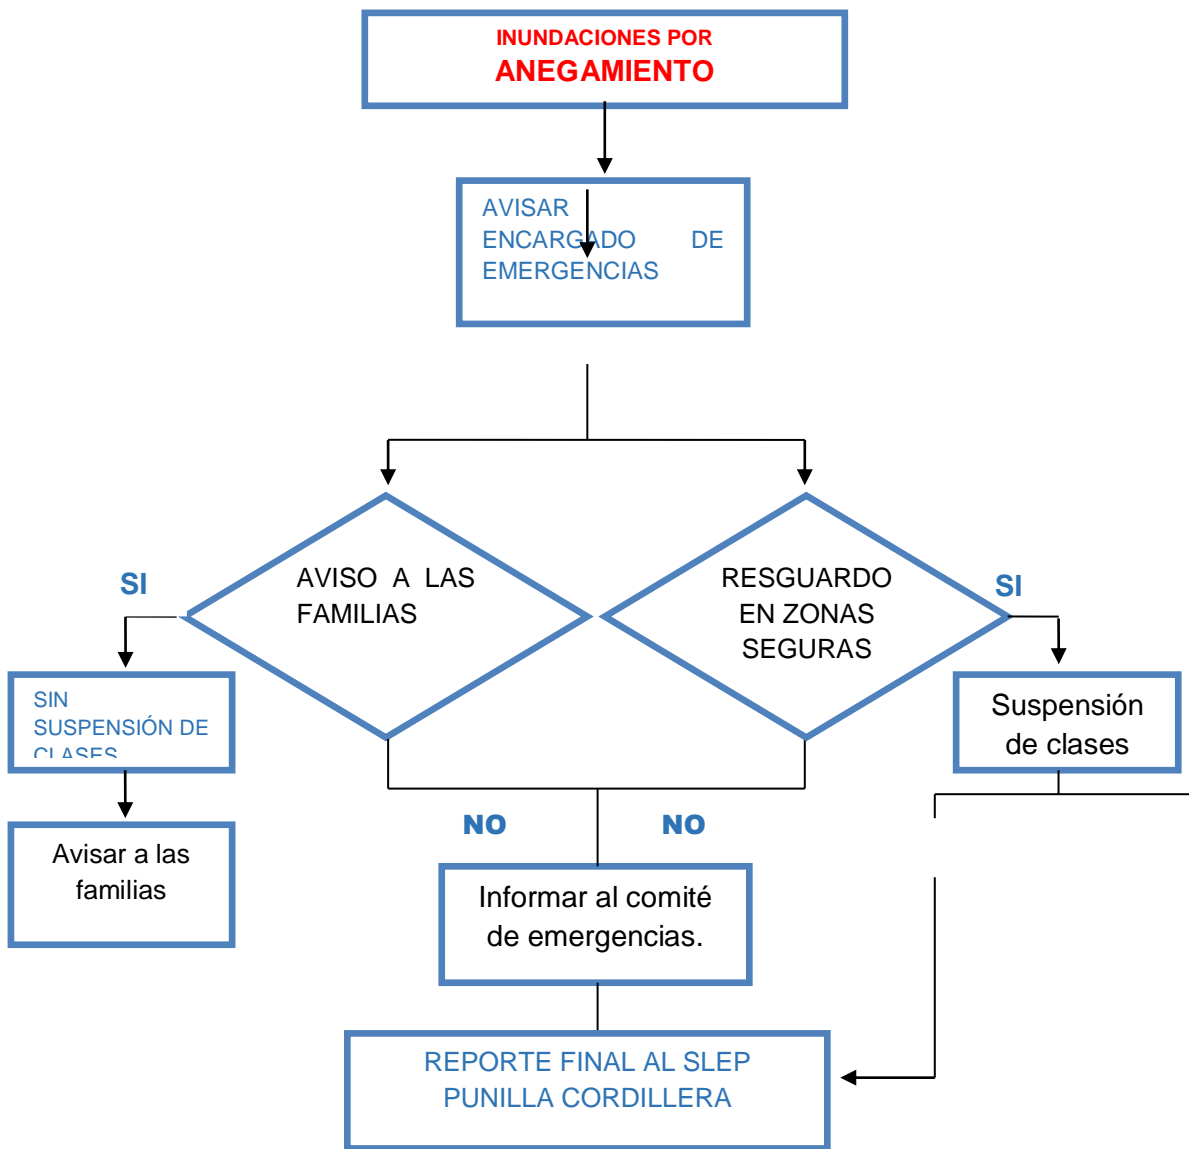 INUNDACIONES POR
ANEGAMIENTO
AVISAR
ENCARGADO DE
EMERGENCIAS
AVISO A LAS
FAMILIAS
RESGUARDO
EN ZONAS
SEGURAS
SI
SI
SIN
SUSPENSIÓN DE
CLASES
Suspensión
de clases
Avisar a las
familias
NO
NO
Informar al comité
de emergencias.
REPORTE FINAL AL SLEP
PUNILLA CORDILLERA